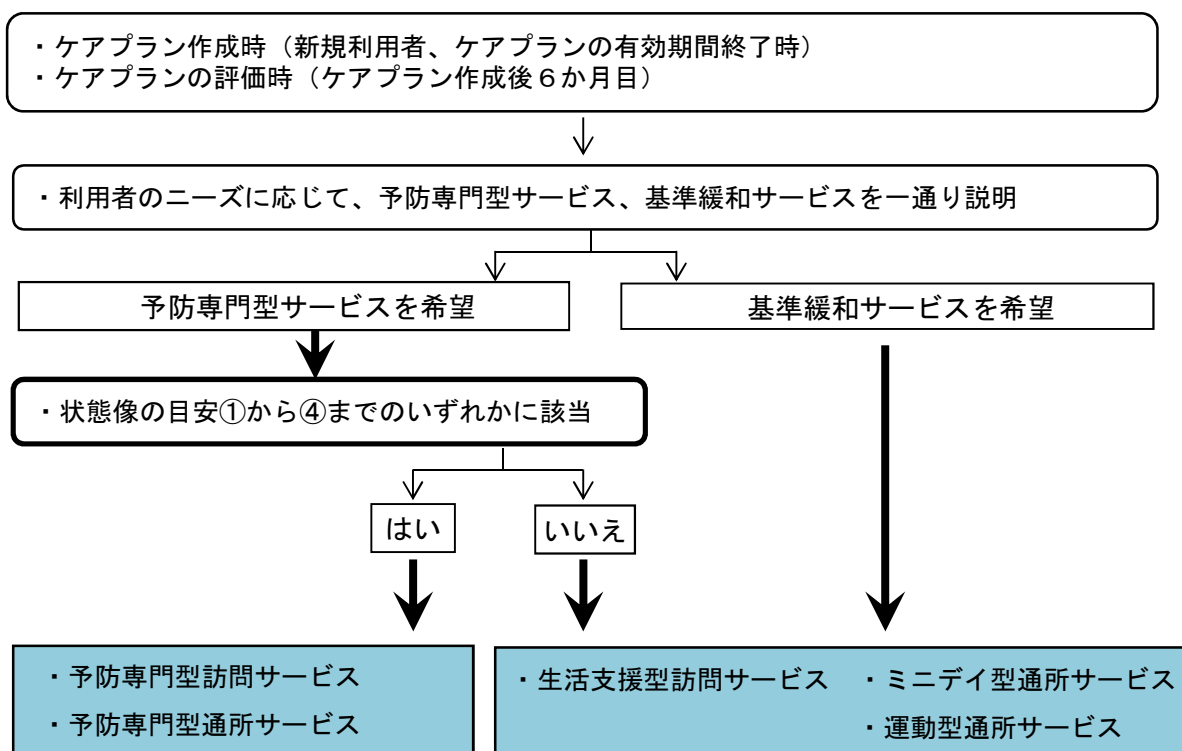 ・ケアプラン作成時（新規利用者、ケアプランの有効期間終了時）
・ケアプランの評価時（ケアプラン作成後６か月目）
・利用者のニーズに応じて、予防専門型サービス、基準緩和サービスを一通り説明
予防専門型サービスを希望
基準緩和サービスを希望
・状態像の目安①から④までのいずれかに該当
はい
いいえ
・予防専門型訪問サービス
・予防専門型通所サービス
・生活支援型訪問サービス　・ミニデイ型通所サービス
・運動型通所サービス